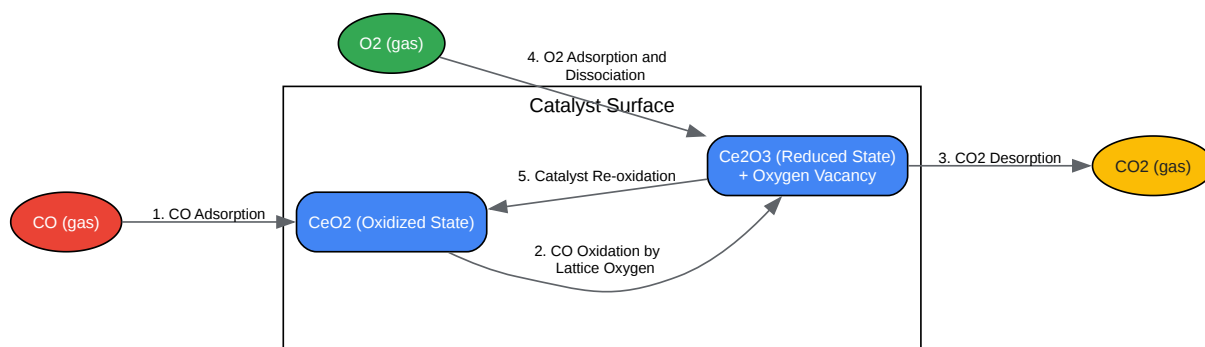 O2 (gas)
4. O2 Adsorption and
Dissociation
Catalyst Surface
Ce2O3 (Reduced State)
+ Oxygen Vacancy
3. CO2 Desorption
CO2 (gas)
5. Catalyst Re-oxidation
CO (gas)
1. CO Adsorption
CeO2 (Oxidized State)
2. CO Oxidation by
Lattice Oxygen